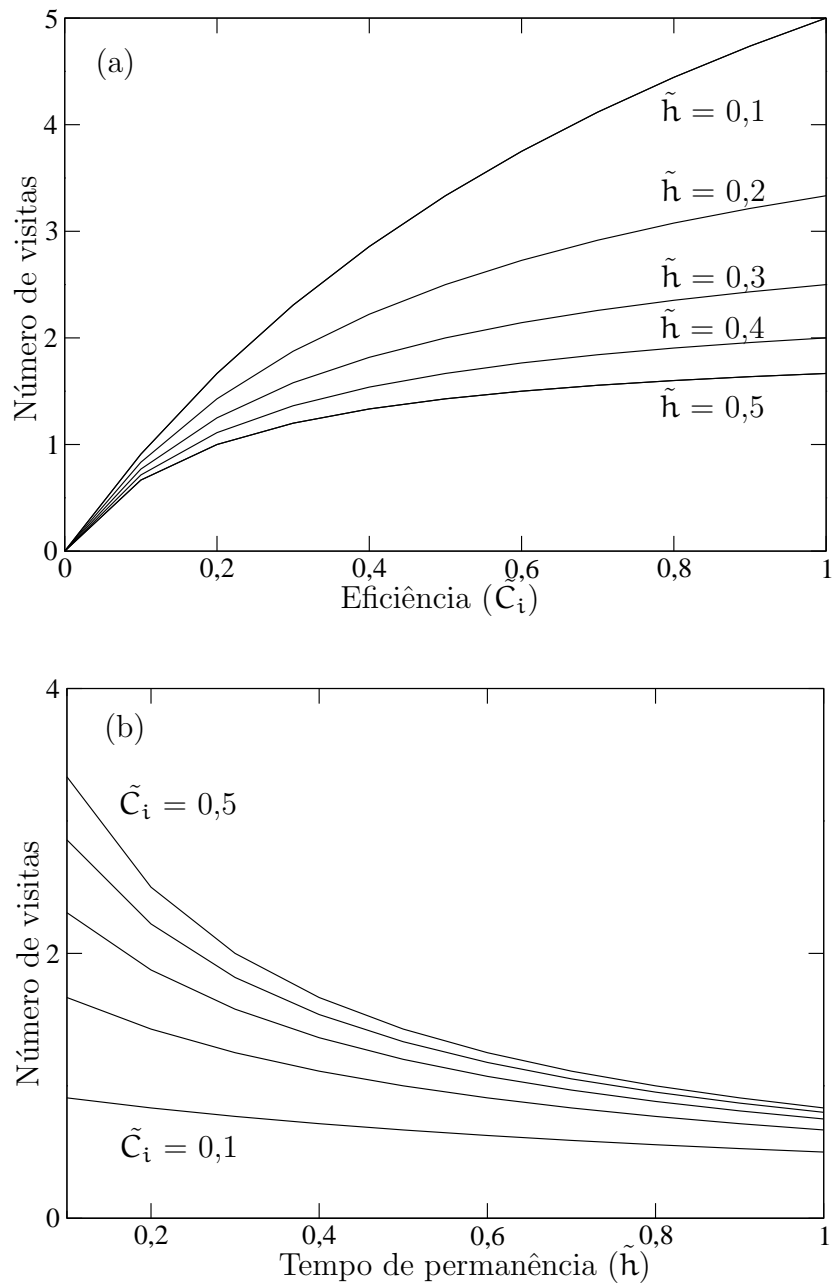 (a)
5
4
3
2
1
0
Número de visitas
h̃ = 0,1
h̃ = 0,2
h̃ = 0,3
h̃ = 0,4
h̃ = 0,5
0 0,2 0,4 0,6 0,8 1
Eficiência (C̃ᵢ)
(b)
4
2
0
Número de visitas
C̃ᵢ = 0,5
C̃ᵢ = 0,1
0,2 0,4 0,6 0,8 1
Tempo de permanência (h̃)